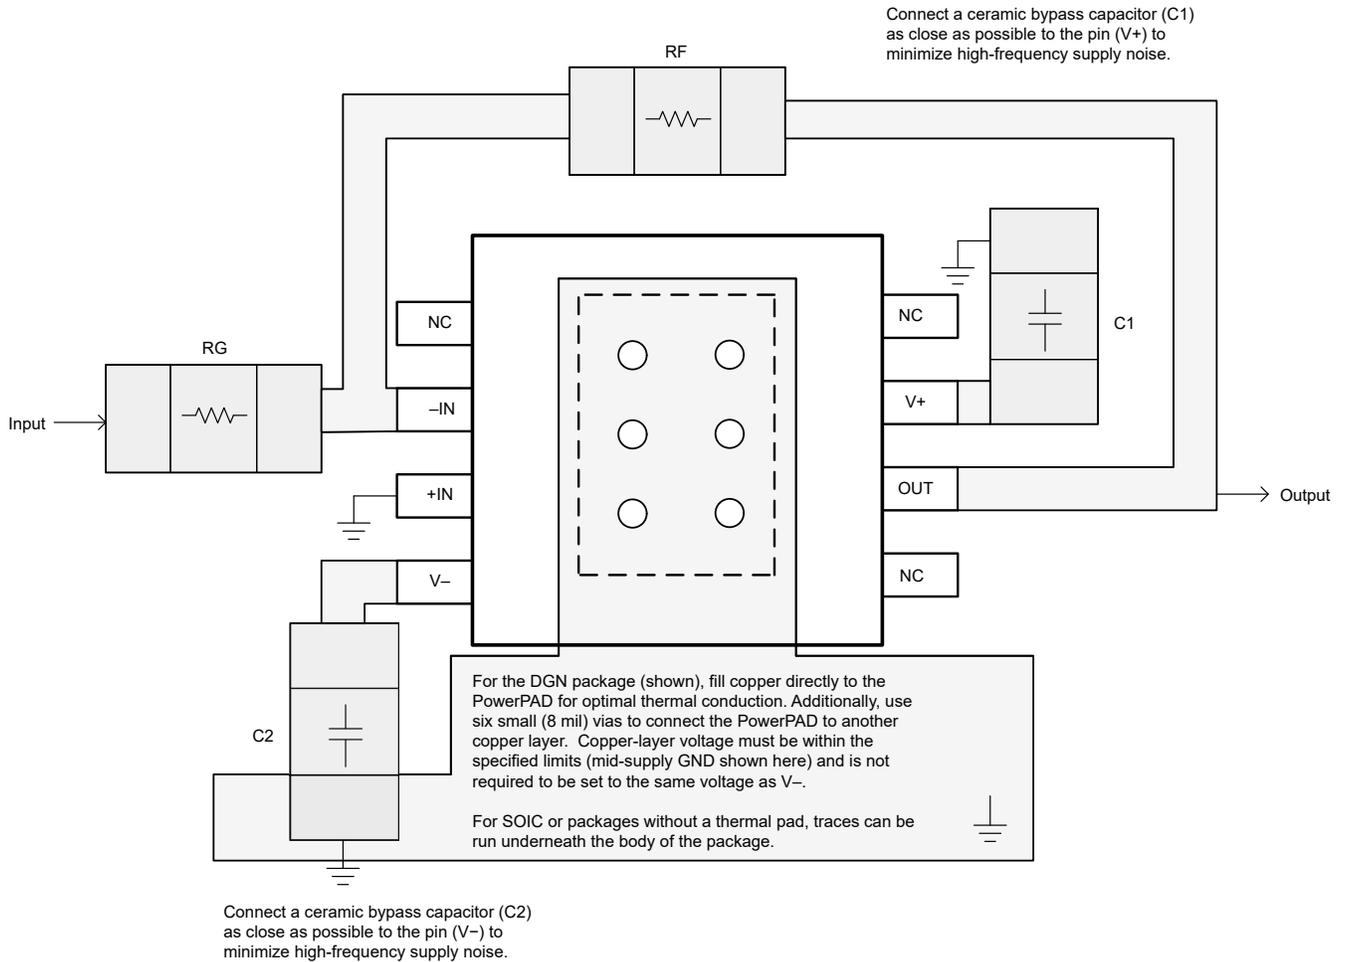 Connect a ceramic bypass capacitor (C1)
as close as possible to the pin (V+) to
minimize high-frequency supply noise.
RF
RG
Input
NC
–IN
+IN
V–
NC
V+
OUT
NC
C1
Output
C2
For the DGN package (shown), fill copper directly to the
PowerPAD for optimal thermal conduction. Additionally, use
six small (8 mil) vias to connect the PowerPAD to another
copper layer.  Copper-layer voltage must be within the
specified limits (mid-supply GND shown here) and is not
required to be set to the same voltage as V–.
For SOIC or packages without a thermal pad, traces can be
run underneath the body of the package.
Connect a ceramic bypass capacitor (C2)
as close as possible to the pin (V−) to
minimize high-frequency supply noise.